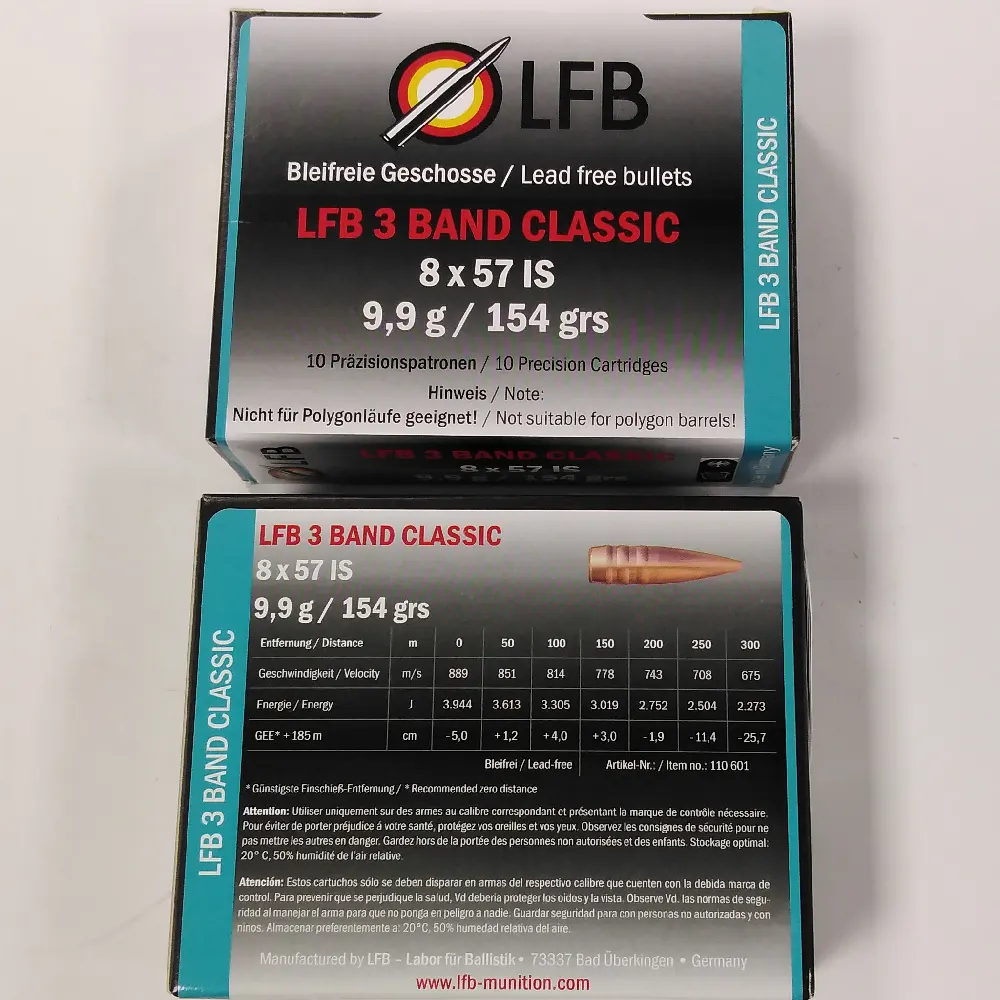 LFB
Bleifreie Geschosse / Lead free bullets
LFB 3 BAND CLASSIC
8 x 57 IS
9,9 g / 154 grs
10 Präzisionspatronen / 10 Precision Cartridges
Hinweis / Note:
Nicht für Polygonläufe geeignet! / Not suitable for polygon barrels!
LFB 3 BAND CLASSIC
LFB
LFB 3 BAND CLASSIC
8 x 57 IS
9,9 g / 154 grs
LFB 3 BAND CLASSIC
LFB 3 BAND CLASSIC
8 x 57 IS
9,9 g / 154 grs
Entfernung / Distance m 0 50 100 150 200 250 300
Geschwindigkeit / Velocity m/s 889 851 814 778 743 708 675
Energie / Energy J 3.944 3.613 3.305 3.019 2.752 2.504 2.273
GEE* + 185 m cm -5,0 +1,2 +4,0 +3,0 -1,9 -11,4 -25,7
Bleifrei / Lead-free Artikel-Nr.: / Item no.: 110 601
* Günstigste Einschieß-Entfernung / * Recommended zero distance
Attention: Utiliser uniquement sur des armes au calibre correspondant et présentant la marque de contrôle nécessaire.
Pour éviter de porter préjudice á votre santé, protégez vos oreilles et vos yeux. Observez les consignes de sécurité pour ne
pas mettre les autres en danger. Gardez hors de la portée des personnes non autorisées et des enfants. Stockage optimal:
20° C, 50% humidité de l'air relative.
Atención: Estos cartuchos sólo se deben disparar en armas del respectivo calibre que cuenten con la debida marca de
control. Para prevenir que se perjudique la salud, Vd deberia proteger los oidos y la vista. Observe Vd. las normas de segu-
ridad al manejar el arma para que no ponga en peligro a nadie. Guardar seguridad para con personas no autorizadas y con
ninos. Almacenar preferentemente a: 20°C, 50% humedad relativa del aire.
Manufactured by LFB – Labor für Ballistik • 73337 Bad Überkingen • Germany
www.lfb-munition.com